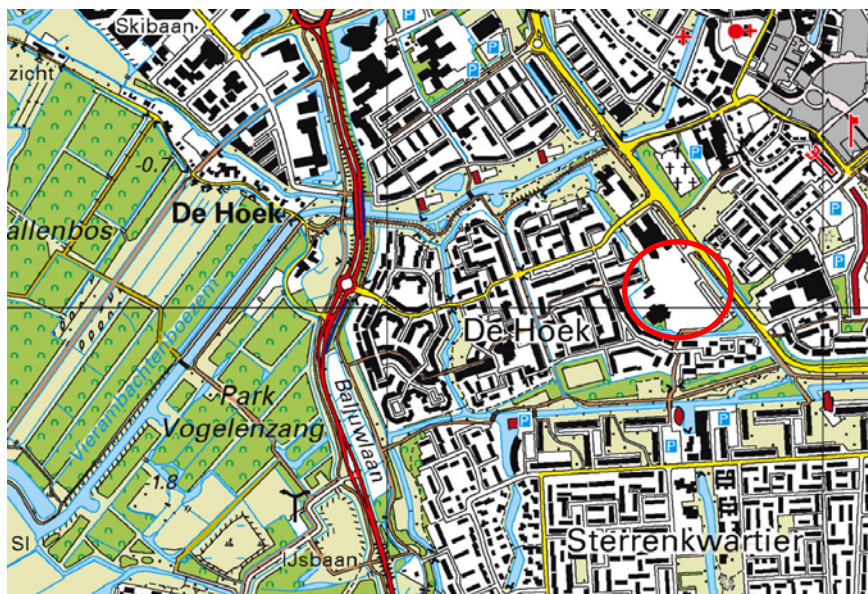 Skibaan
P
P
P
zicht
-0.7
P
De Hoek
allenbos
P
P
De Hoek
Vierambachtenboezem
Park
Vogelenzang
Baljuwlaan
P
P
-1.8
Sl
IJsbaan
Sterrenkwartier